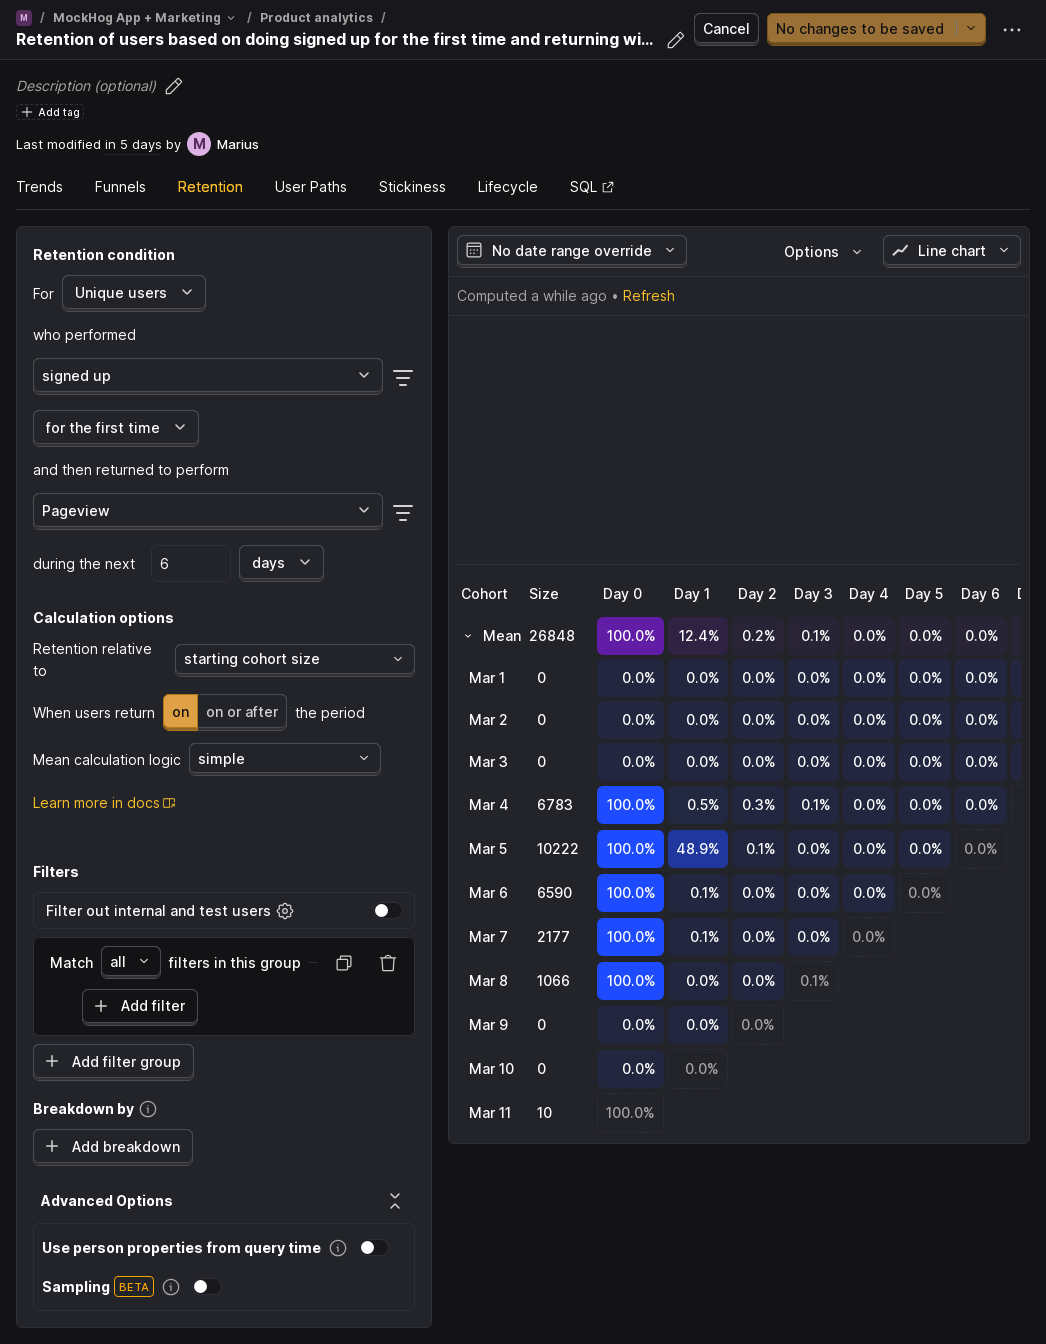 M / MockHog App + Marketing / Product analytics /
Retention of users based on doing signed up for the first time and returning wi...
Cancel
No changes to be saved
Description (optional)
Add tag
Last modified in 5 days by M Marius
Trends Funnels Retention User Paths Stickiness Lifecycle SQL
Retention condition
For Unique users
who performed
signed up
for the first time
and then returned to perform
Pageview
during the next 6 days
Calculation options
Retention relative
to
starting cohort size
When users return on on or after the period
Mean calculation logic simple
Learn more in docs
Filters
Filter out internal and test users
Match all filters in this group
Add filter
Add filter group
Breakdown by
Add breakdown
Advanced Options
Use person properties from query time
Sampling BETA
No date range override
Options
Line chart
Computed a while ago • Refresh
Cohort Size Day 0 Day 1 Day 2 Day 3 Day 4 Day 5 Day 6
Mean 26848 100.0% 12.4% 0.2% 0.1% 0.0% 0.0% 0.0%
Mar 1 0 0.0% 0.0% 0.0% 0.0% 0.0% 0.0% 0.0%
Mar 2 0 0.0% 0.0% 0.0% 0.0% 0.0% 0.0% 0.0%
Mar 3 0 0.0% 0.0% 0.0% 0.0% 0.0% 0.0% 0.0%
Mar 4 6783 100.0% 0.5% 0.3% 0.1% 0.0% 0.0% 0.0%
Mar 5 10222 100.0% 48.9% 0.1% 0.0% 0.0% 0.0% 0.0%
Mar 6 6590 100.0% 0.1% 0.0% 0.0% 0.0% 0.0%
Mar 7 2177 100.0% 0.1% 0.0% 0.0% 0.0%
Mar 8 1066 100.0% 0.0% 0.0% 0.1%
Mar 9 0 0.0% 0.0% 0.0%
Mar 10 0 0.0% 0.0%
Mar 11 10 100.0%